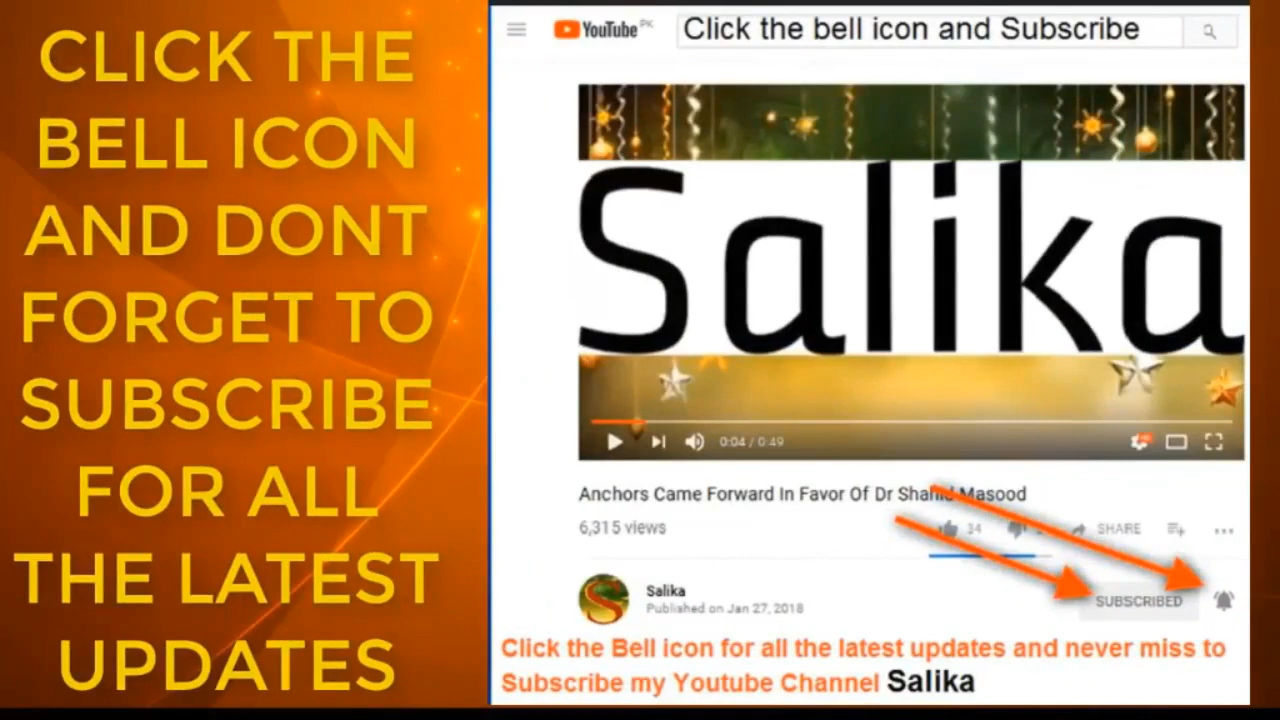 CLICK THE
BELL ICON
AND DONT
FORGET TO
SUBSCRIBE
FOR ALL
THE LATEST
UPDATES
YouTube PK
Click the bell icon and Subscribe
Salika
0:04 / 0:49
Anchors Came Forward In Favor Of Dr Shahid Masood
6,315 views
34
SHARE
Salika
Published on Jan 27, 2018
SUBSCRIBED
Click the Bell icon for all the latest updates and never miss to
Subscribe my Youtube Channel Salika